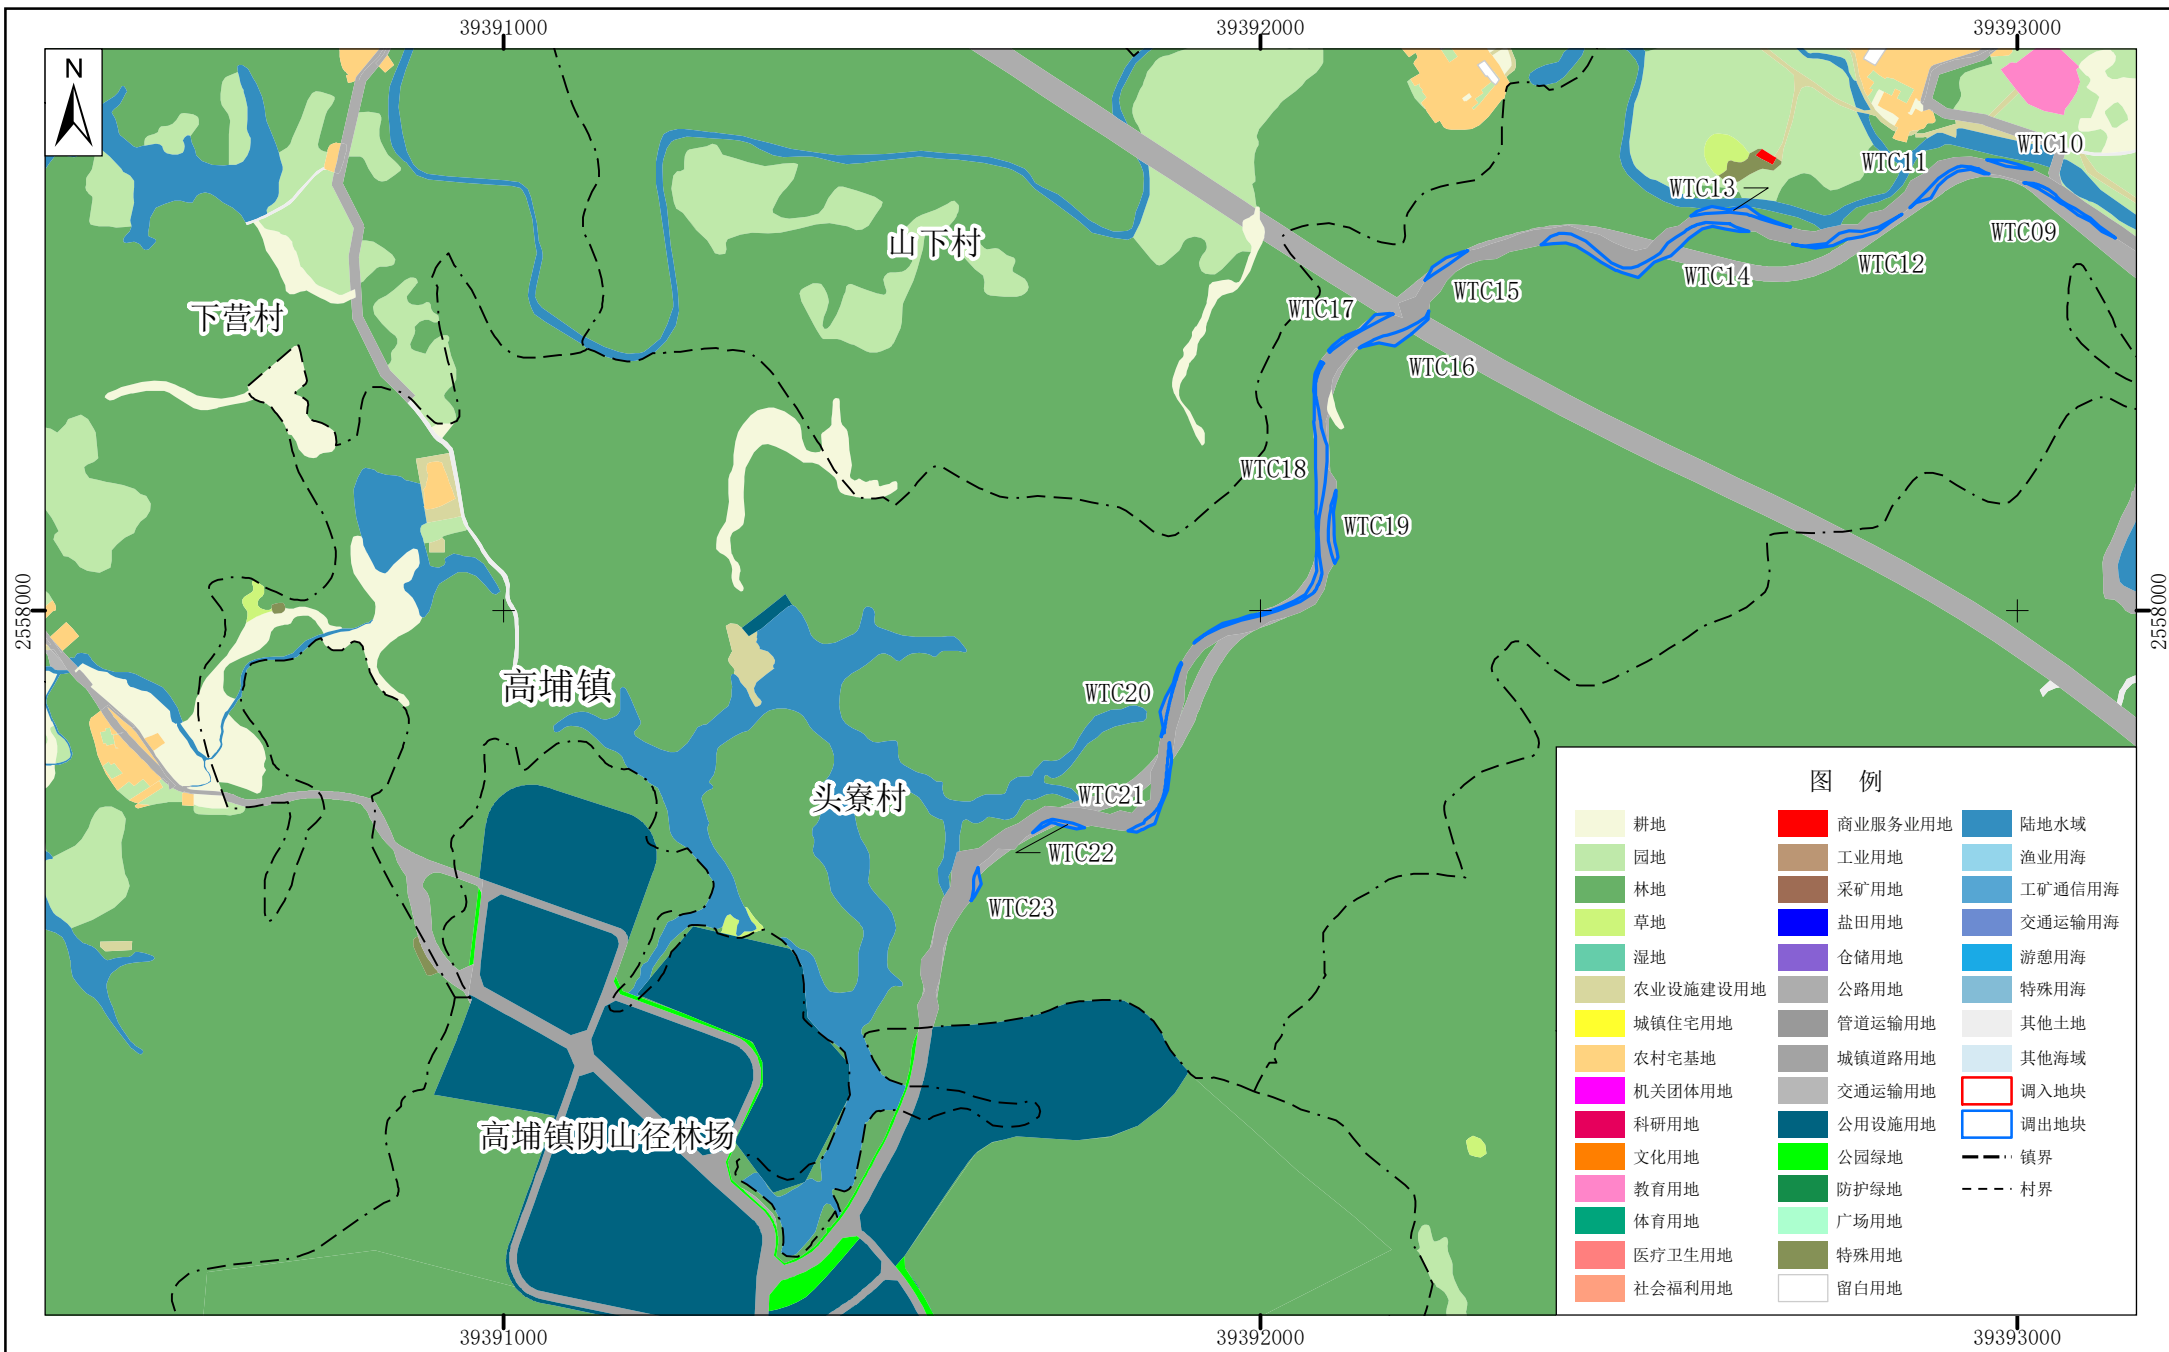 39391000
39392000
39393000
N
WTC10
WTC11
WTC13
WTC09
山下村
WTC12
WTC14
WTC15
WTC17
下营村
WTC16
WTC18
WTC19
2558000
2558000
高埔镇
WTC20
头寮村
WTC21
WTC22
WTC23
高埔镇阴山径林场
图 例
耕地
园地
林地
草地
湿地
农业设施建设用地
城镇住宅用地
农村宅基地
机关团体用地
科研用地
文化用地
教育用地
体育用地
医疗卫生用地
社会福利用地
商业服务业用地
工业用地
采矿用地
盐田用地
仓储用地
公路用地
管道运输用地
城镇道路用地
交通运输用地
公用设施用地
公园绿地
防护绿地
广场用地
特殊用地
留白用地
陆地水域
渔业用海
工矿通信用海
交通运输用海
游憩用海
特殊用海
其他土地
其他海域
调入地块
调出地块
镇界
村界
39391000
39392000
39393000